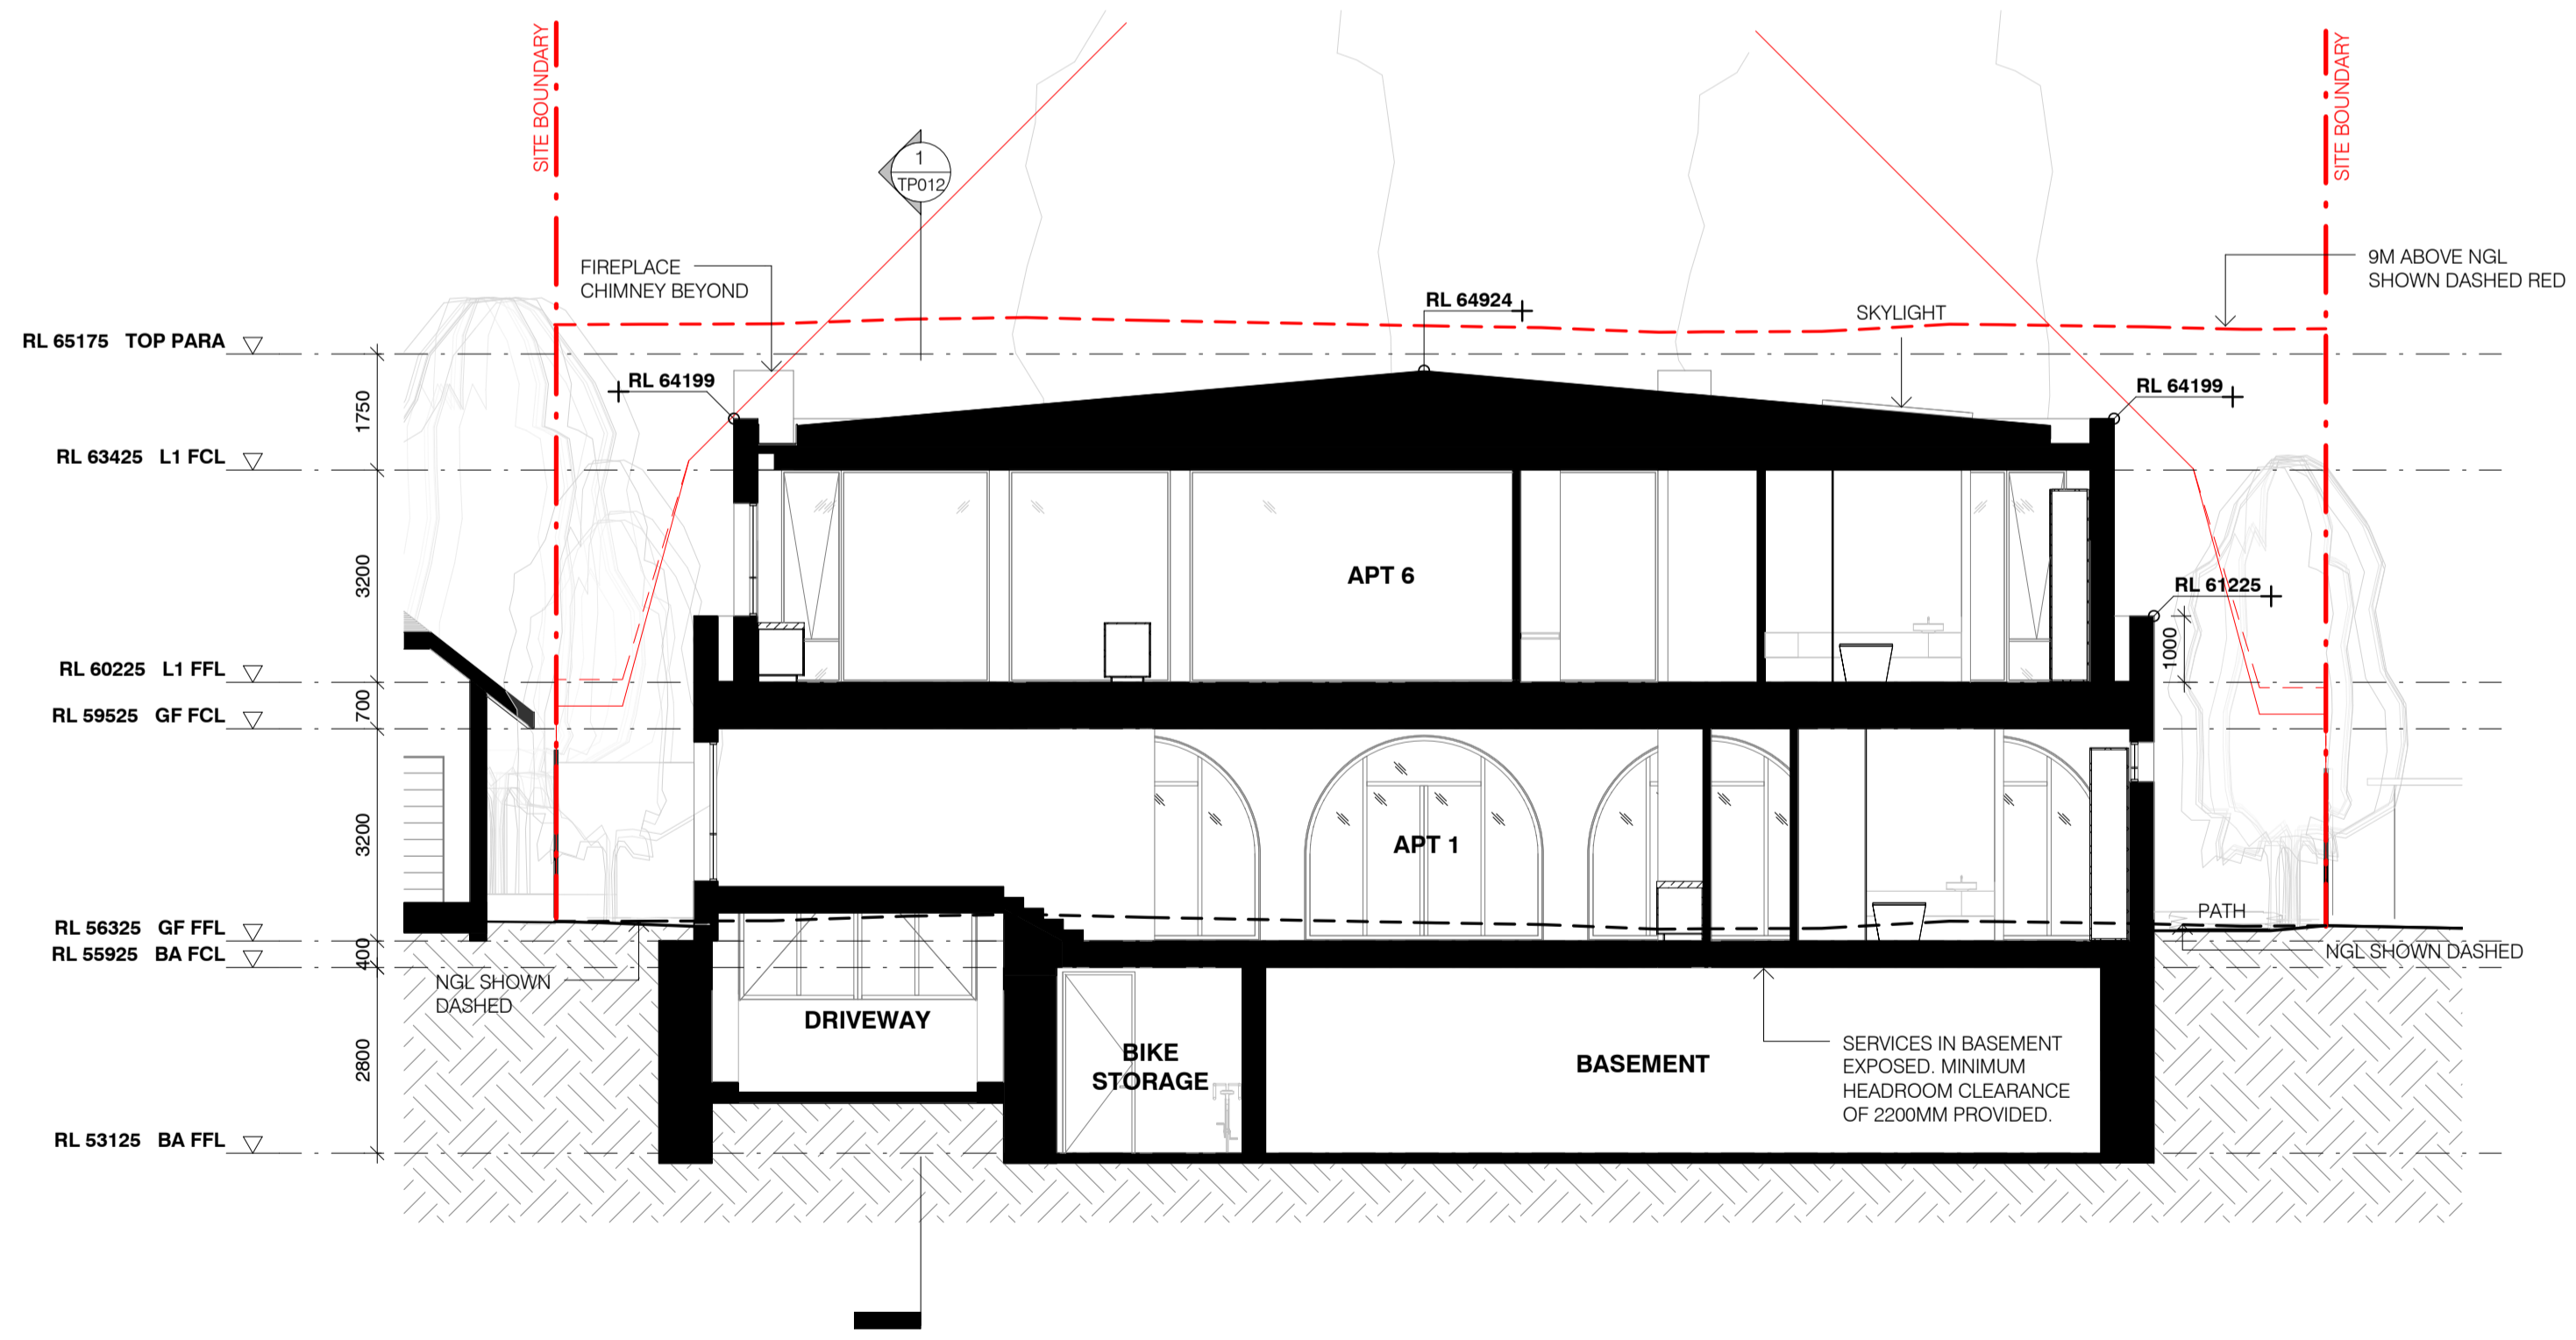 SITE BOUNDARY
SITE BOUNDARY
1
TP012
FIREPLACE
CHIMNEY BEYOND
9M ABOVE NGL
SHOWN DASHED RED
RL 64924
SKYLIGHT
RL 65175 TOP PARA
RL 64199
RL 64199
1750
RL 63425 L1 FCL
3200
APT 6
RL 61225
1000
RL 60225 L1 FFL
700
RL 59525 GF FCL
3200
APT 1
PATH
RL 56325 GF FFL
400
RL 55925 BA FCL
NGL SHOWN DASHED
NGL SHOWN
DASHED
DRIVEWAY
2800
BIKE
STORAGE
BASEMENT
SERVICES IN BASEMENT
EXPOSED. MINIMUM
HEADROOM CLEARANCE
OF 2200MM PROVIDED.
RL 53125 BA FFL